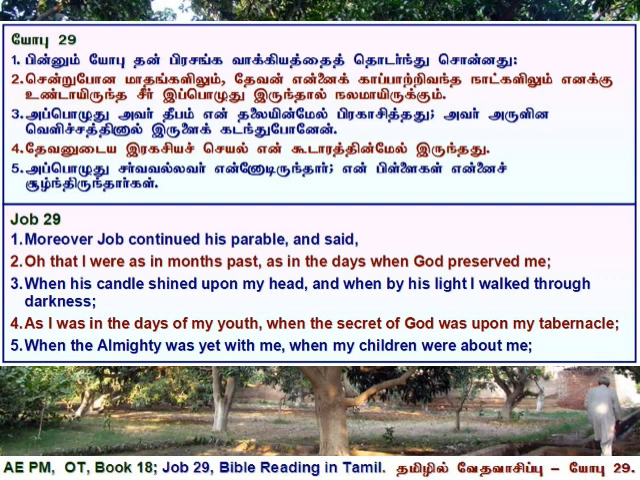 யோபு 29
1. பின்னும் யோபு தன் பிரசங்க வாக்கியத்தைத் தொடர்ந்து சொன்னது:
2. சென்றுபோன மாதங்களிலும், தேவன் என்னைக் காப்பாற்றிவந்த நாட்களிலும் எனக்கு
உண்டாயிருந்த சீர் இப்பொழுது இருந்தால் நலமாயிருக்கும்.
3. அப்பொழுது அவர் தீபம் என் தலையின்மேல் பிரகாசித்தது; அவர் அருளின
வெளிச்சத்தினால் இருளைக் கடந்துபோனேன்.
4. தேவனுடைய இரகசியச் செயல் என் கூடாரத்தின்மேல் இருந்தது.
5. அப்பொழுது சர்வவல்லவர் என்னோடிருந்தார்; என் பிள்ளைகள் என்னைச்
சூழ்ந்திருந்தார்கள்.
Job 29
1. Moreover Job continued his parable, and said,
2. Oh that I were as in months past, as in the days when God preserved me;
3. When his candle shined upon my head, and when by his light I walked through
darkness;
4. As I was in the days of my youth, when the secret of God was upon my tabernacle;
5. When the Almighty was yet with me, when my children were about me;
AE PM, OT, Book 18; Job 29, Bible Reading in Tamil. தமிழில் வேதவாசிப்பு – யோபு 29.